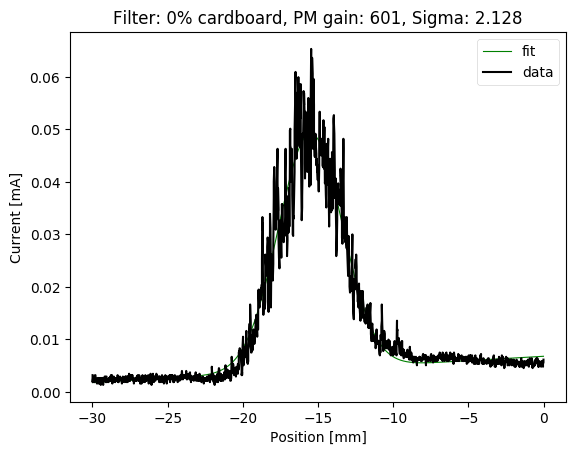 Filter: 0% cardboard, PM gain: 601, Sigma: 2.128
fit
data
0.06
0.05
0.04
0.03
0.02
0.01
0.00
Current [mA]
−30
−25
−20
−15
−10
−5
0
Position [mm]